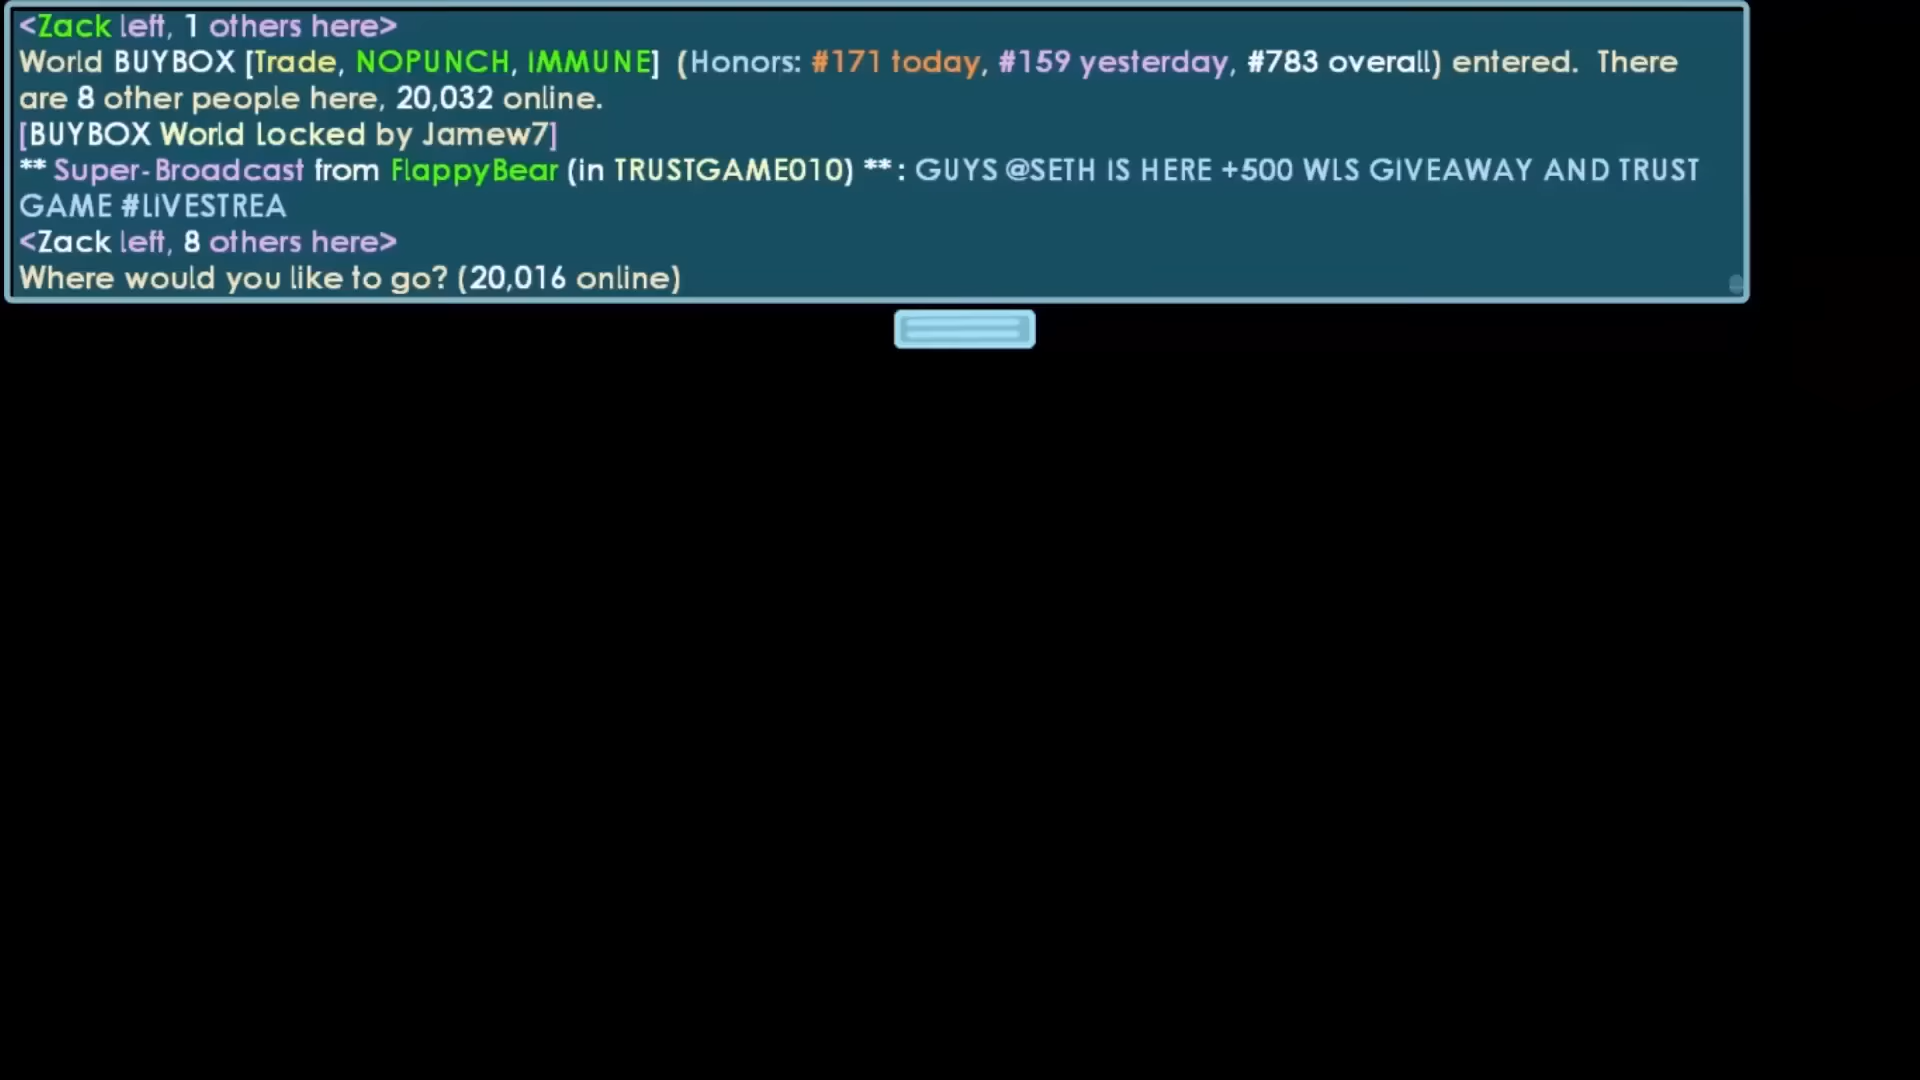 <Zack left, 1 others here>
World BUYBOX [Trade, NOPUNCH, IMMUNE] (Honors: #171 today, #159 yesterday, #783 overall) entered. There
are 8 other people here, 20,032 online.
[BUYBOX World Locked by Jamew7]
** Super-Broadcast from FlappyBear (in TRUSTGAME010) ** : GUYS @SETH IS HERE +500 WLS GIVEAWAY AND TRUST
GAME #LIVESTREA
<Zack left, 8 others here>
Where would you like to go? (20,016 online)